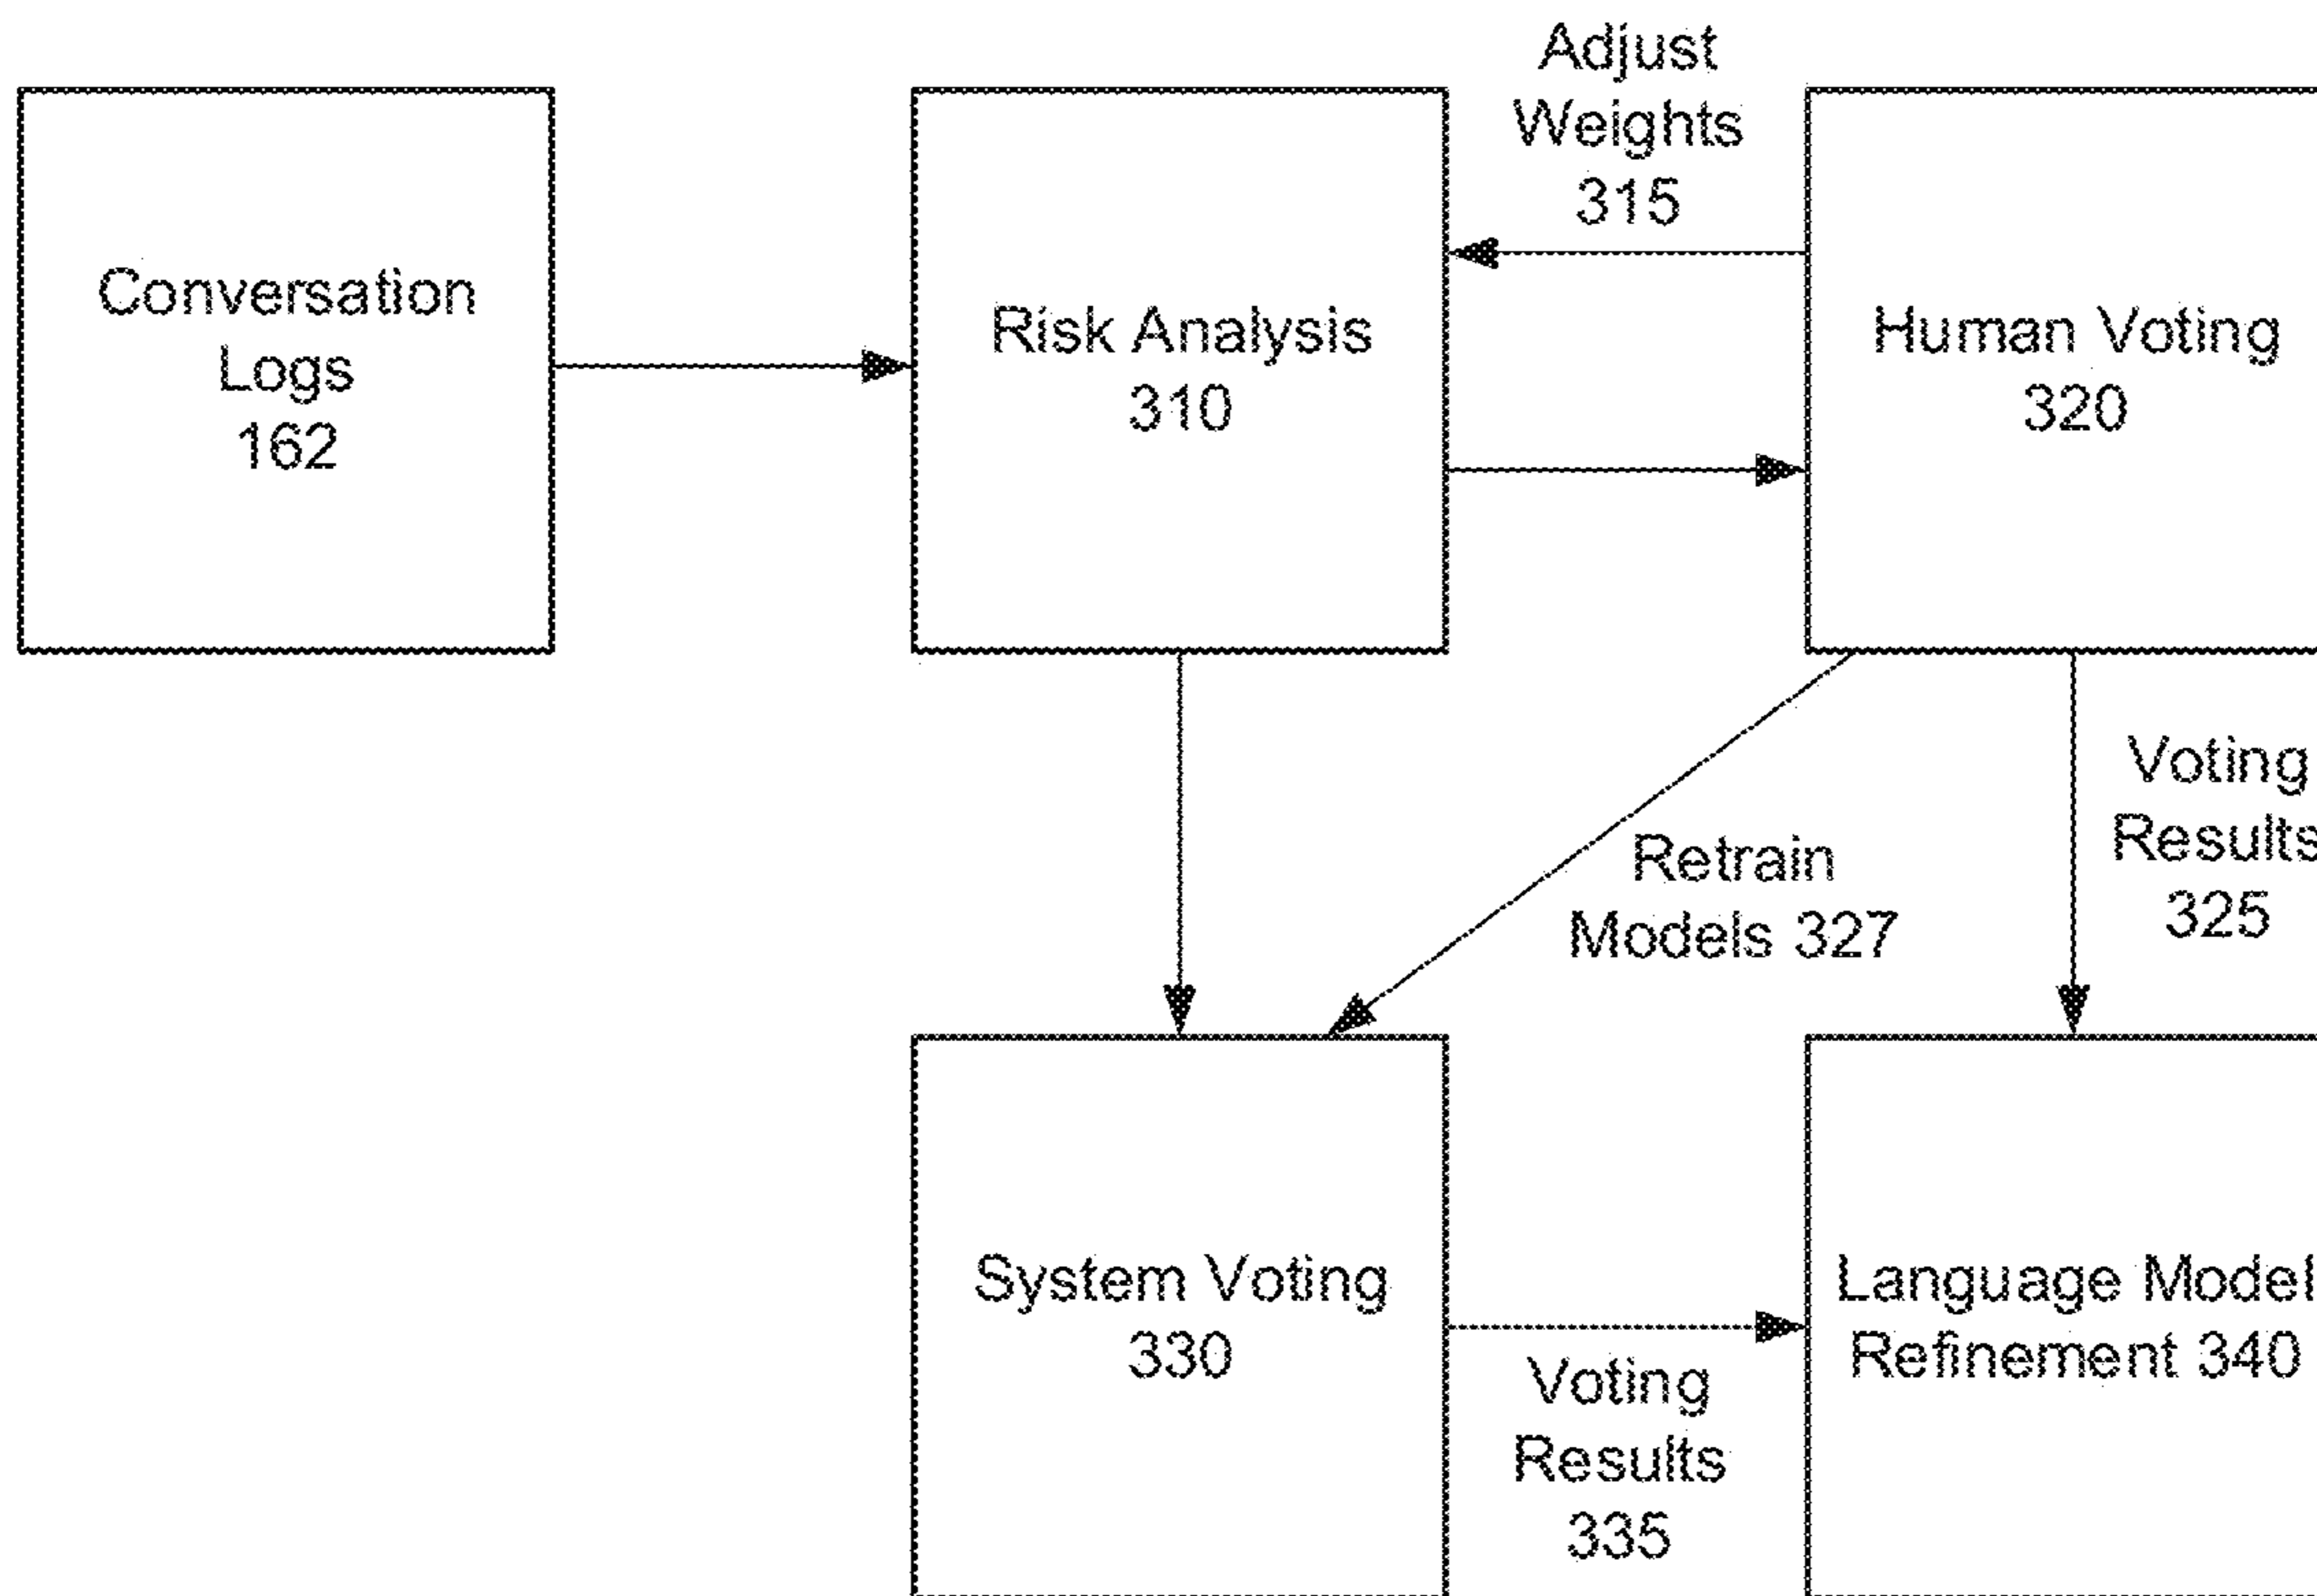 Conversation
Logs
162
Risk Analysis
310
Adjust
Weights
315
Human Voting
320
Retrain
Models 327
Voting
Results
325
System Voting
330
Voting
Results
335
Language Model
Refinement 340